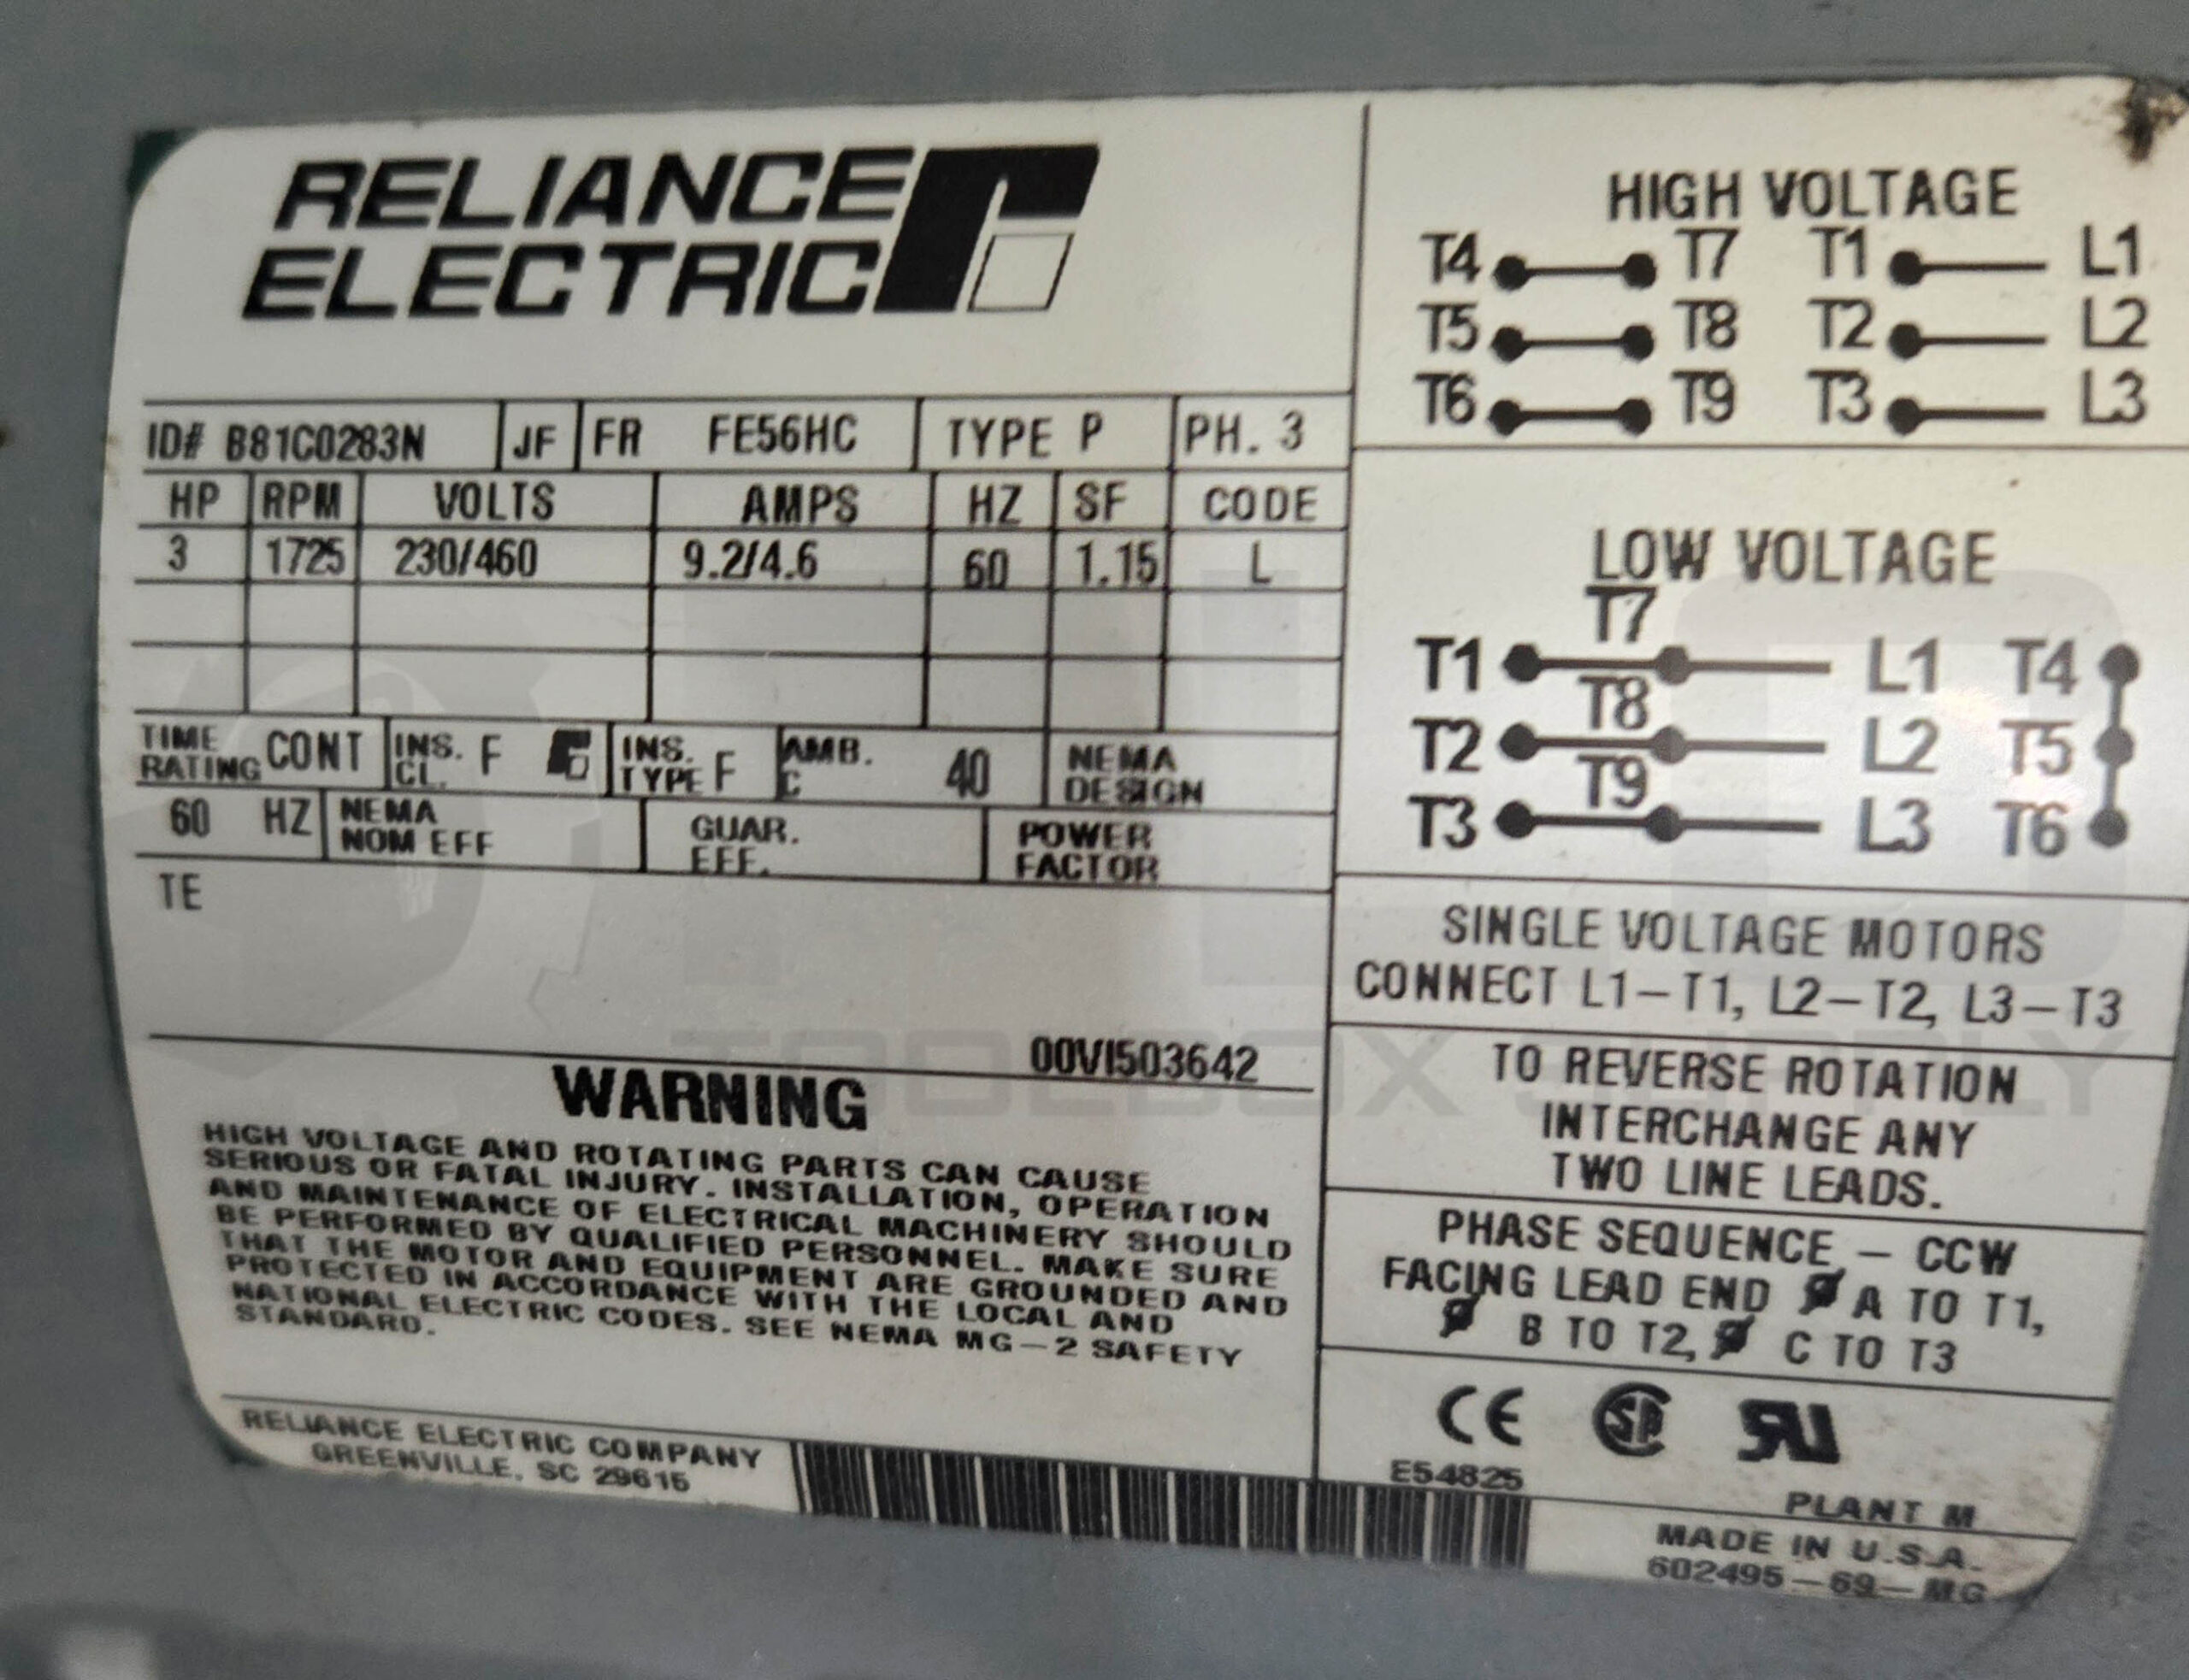 RELIANCE
ELECTRIC
ID# B81C0283N JF FR FE56HC TYPE P PH. 3
HP RPM VOLTS AMPS HZ SF CODE
3 1725 230/460 9.2/4.6 60 1.15 L
TIME RATING CONT INS. CL. F INS. TYPE F AMB. C 40 NEMA DESIGN
60 HZ NEMA NOM EFF GUAR. EFF. POWER FACTOR
TE
00VI503642
WARNING
HIGH VOLTAGE AND ROTATING PARTS CAN CAUSE
SERIOUS OR FATAL INJURY. INSTALLATION, OPERATION
AND MAINTENANCE OF ELECTRICAL MACHINERY SHOULD
BE PERFORMED BY QUALIFIED PERSONNEL. MAKE SURE
THAT THE MOTOR AND EQUIPMENT ARE GROUNDED AND
PROTECTED IN ACCORDANCE WITH THE LOCAL AND
NATIONAL ELECTRIC CODES. SEE NEMA MG-2 SAFETY
STANDARD.
RELIANCE ELECTRIC COMPANY
GREENVILLE, SC 29615
HIGH VOLTAGE
T4 T7 T1 L1
T5 T8 T2 L2
T6 T9 T3 L3
LOW VOLTAGE
T7
T1 L1 T4
T8
T2 L2 T5
T9
T3 L3 T6
SINGLE VOLTAGE MOTORS
CONNECT L1-T1, L2-T2, L3-T3
TO REVERSE ROTATION
INTERCHANGE ANY
TWO LINE LEADS.
PHASE SEQUENCE - CCW
FACING LEAD END Ø A TO T1,
Ø B TO T2, Ø C TO T3
CE SA RU
E54825
PLANT M
MADE IN U.S.A.
602495-69-MG
TOOLBOX SUPPLY